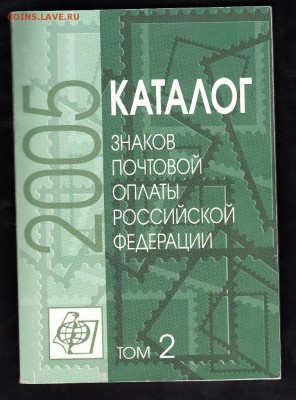 COINS.LAVE.RU
2005
КАТАЛОГ
ЗНАКОВ
ПОЧТОВОЙ
ОПЛАТЫ
РОССИЙСКОЙ
ФЕДЕРАЦИИ
ТОМ 2